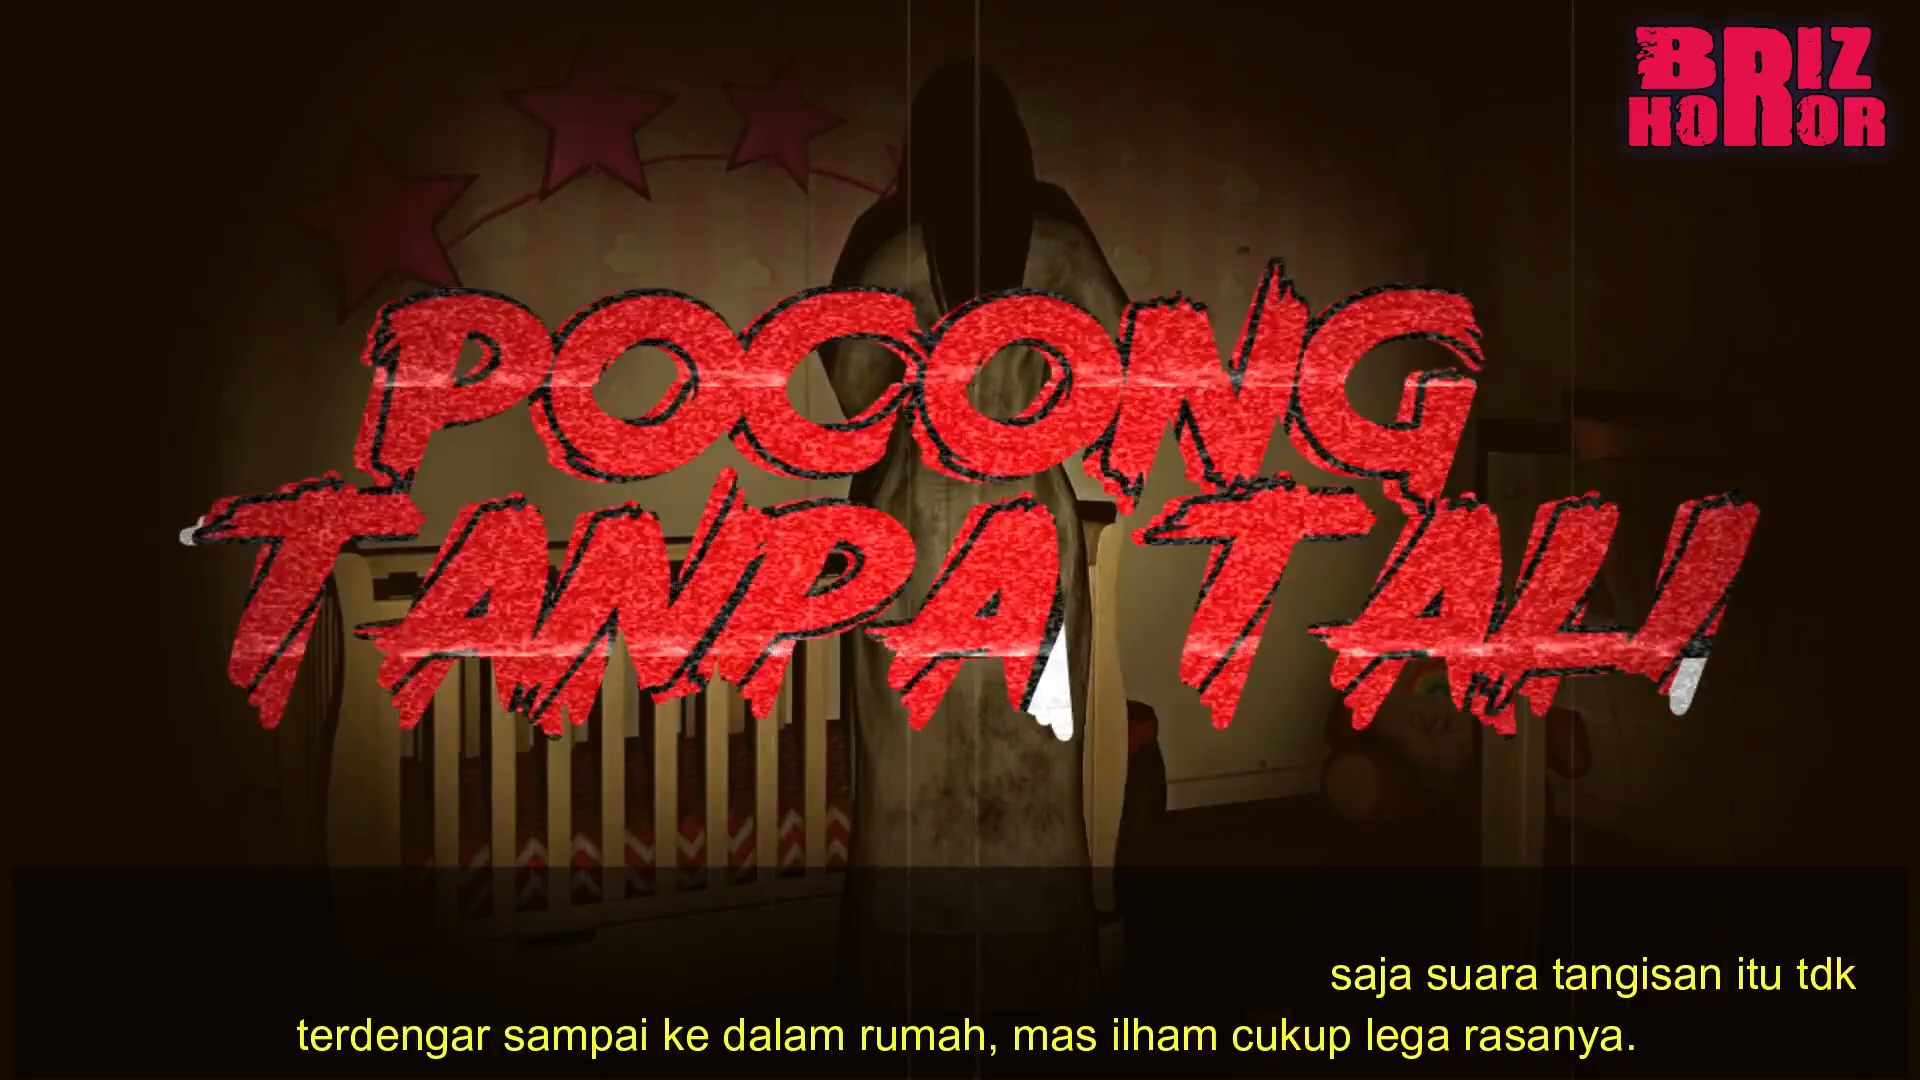 BRIZ
HOROR
POCONG
TANPA TALI
saja suara tangisan itu tdk
terdengar sampai ke dalam rumah, mas ilham cukup lega rasanya.